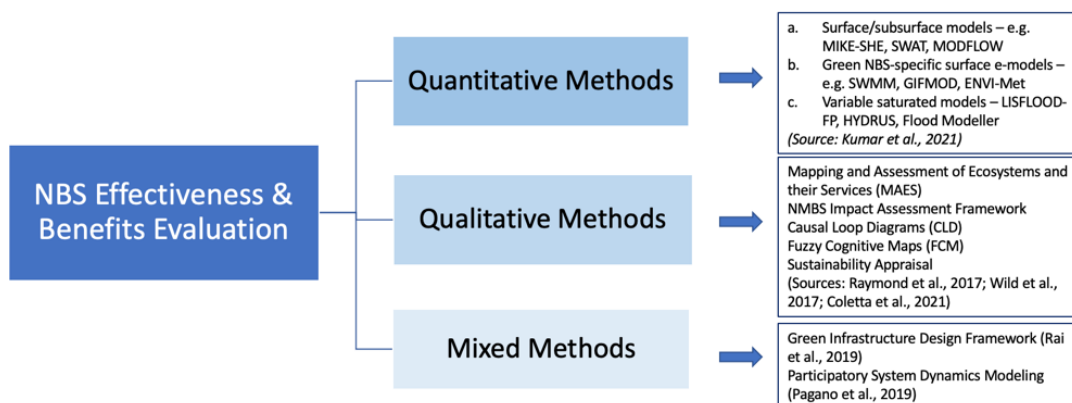 NBS Effectiveness &
Benefits Evaluation
Quantitative Methods
a. Surface/subsurface models – e.g.
MIKE-SHE, SWAT, MODFLOW
b. Green NBS-specific surface e-models –
e.g. SWMM, GIFMOD, ENVI-Met
c. Variable saturated models – LISFLOOD-
FP, HYDRUS, Flood Modeller
(Source: Kumar et al., 2021)
Qualitative Methods
Mapping and Assessment of Ecosystems and
their Services (MAES)
NMBS Impact Assessment Framework
Causal Loop Diagrams (CLD)
Fuzzy Cognitive Maps (FCM)
Sustainability Appraisal
(Sources: Raymond et al., 2017; Wild et al.,
2017; Coletta et al., 2021)
Mixed Methods
Green Infrastructure Design Framework (Rai
et al., 2019)
Participatory System Dynamics Modeling
(Pagano et al., 2019)